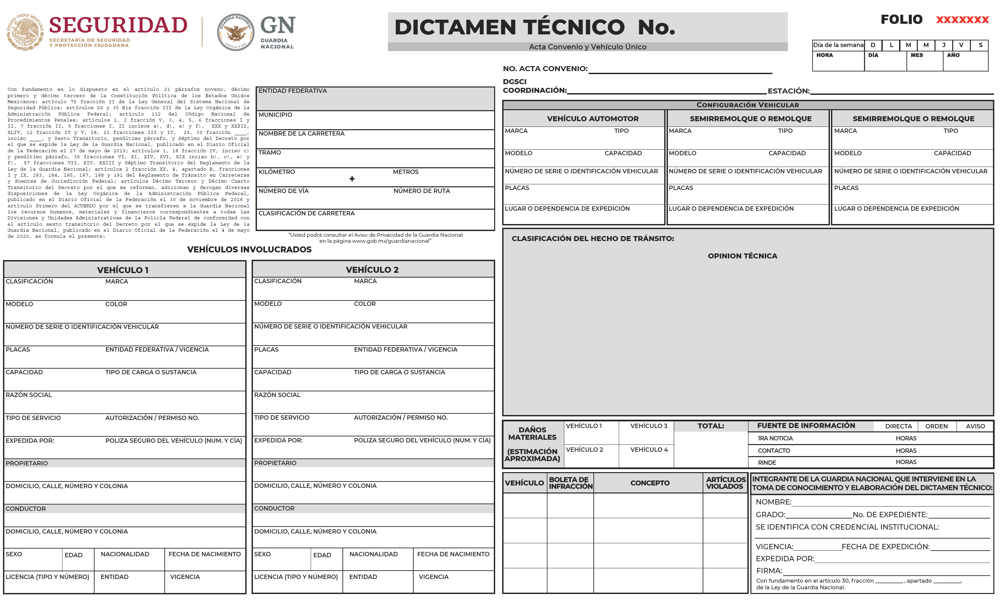 ESTADOS UNIDOS MEXICANOS
SEGURIDAD
SECRETARÍA DE SEGURIDAD
Y PROTECCIÓN CIUDADANA
GUARDIA NACIONAL
JUSTICIA Y PAZ
GN
GUARDIA
NACIONAL
DICTAMEN TÉCNICO No.
Acta Convenio y Vehículo Único
FOLIO XXXXXXX
Día de la semana D L M M J V S
HORA DÍA MES AÑO
NO. ACTA CONVENIO:
DGSCI
COORDINACIÓN: ESTACIÓN:
Con fundamento en lo dispuesto en el artículo 21 párrafos noveno, décimo
primero y décimo tercero de la Constitución Política de los Estados Unidos
Mexicanos; artículo 75 fracción II de la Ley General del Sistema Nacional de
Seguridad Pública; artículos 26 y 30 Bis fracción III de la Ley Orgánica de la
Administración Pública Federal; artículo 132 del Código Nacional de
Procedimientos Penales; artículos 1, 2 fracción V, 3, 4, 5, 6 fracciones I y
II, 7 fracción II, 9 fracciones I, II incisos a), d), e) y f), XXX y XXXII,
XLIV, 12 fracción IV y V, 18, 21 fracciones III y IV, 29, 30 fracción ____,
inciso ____, y Sexto Transitorio, penúltimo párrafo, y Séptimo del Decreto por
el que se expide la Ley de la Guardia Nacional, publicado en el Diario Oficial
de la Federación el 27 de mayo de 2019; artículos 1, 18 fracción IV, inciso c)
y penúltimo párrafo, 35 fracciones VI, XI, XIV, XVI, XIX inciso b), c), e) y
f), 57 fracciones VII, XIV, XXIII y Séptimo Transitorio del Reglamento de la
Ley de la Guardia Nacional; artículos 2 fracción XX, 4, apartado B, fracciones
I y IX, 183, 184, 185, 187, 188 y 191 del Reglamento de Tránsito en Carreteras
y Puentes de Jurisdicción Federal; artículos Décimo Tercero y Décimo Cuarto
Transitorio del Decreto por el que se reforman, adicionan y derogan diversas
disposiciones de la Ley Orgánica de la Administración Pública Federal,
publicado en el Diario Oficial de la Federación el 30 de noviembre de 2018 y
artículo Primero del ACUERDO por el que se transfieren a la Guardia Nacional
los recursos humanos, materiales y financieros correspondientes a todas las
Divisiones y Unidades Administrativas de la Policía Federal de conformidad con
el artículo sexto transitorio del Decreto por el que se expide la Ley de la
Guardia Nacional, publicado en el Diario Oficial de la Federación el 4 de mayo
de 2020, se formula el presente:
ENTIDAD FEDERATIVA
MUNICIPIO
NOMBRE DE LA CARRETERA
TRAMO
KILÓMETRO + METROS
NÚMERO DE VÍA NÚMERO DE RUTA
CLASIFICACIÓN DE CARRETERA
“Usted podrá consultar el Aviso de Privacidad de la Guardia Nacional
en la página www.gob.mx/guardianacional”
VEHÍCULOS INVOLUCRADOS
VEHÍCULO 1
CLASIFICACIÓN MARCA
MODELO COLOR
NÚMERO DE SERIE O IDENTIFICACIÓN VEHICULAR
PLACAS ENTIDAD FEDERATIVA / VIGENCIA
CAPACIDAD TIPO DE CARGA O SUSTANCIA
RAZÓN SOCIAL
TIPO DE SERVICIO AUTORIZACIÓN / PERMISO NO.
EXPEDIDA POR: POLIZA SEGURO DEL VEHÍCULO (NUM. Y CÍA)
PROPIETARIO
DOMICILIO, CALLE, NÚMERO Y COLONIA
CONDUCTOR
DOMICILIO, CALLE, NÚMERO Y COLONIA
SEXO EDAD NACIONALIDAD FECHA DE NACIMIENTO
LICENCIA (TIPO Y NÚMERO) ENTIDAD VIGENCIA
VEHÍCULO 2
CLASIFICACIÓN MARCA
MODELO COLOR
NÚMERO DE SERIE O IDENTIFICACIÓN VEHICULAR
PLACAS ENTIDAD FEDERATIVA / VIGENCIA
CAPACIDAD TIPO DE CARGA O SUSTANCIA
RAZÓN SOCIAL
TIPO DE SERVICIO AUTORIZACIÓN / PERMISO NO.
EXPEDIDA POR: POLIZA SEGURO DEL VEHÍCULO (NUM. Y CÍA)
PROPIETARIO
DOMICILIO, CALLE, NÚMERO Y COLONIA
CONDUCTOR
DOMICILIO, CALLE, NÚMERO Y COLONIA
SEXO EDAD NACIONALIDAD FECHA DE NACIMIENTO
LICENCIA (TIPO Y NÚMERO) ENTIDAD VIGENCIA
CONFIGURACIÓN VEHICULAR
VEHÍCULO AUTOMOTOR SEMIRREMOLQUE O REMOLQUE SEMIRREMOLQUE O REMOLQUE
MARCA TIPO MARCA TIPO MARCA TIPO
MODELO CAPACIDAD MODELO CAPACIDAD MODELO CAPACIDAD
NÚMERO DE SERIE O IDENTIFICACIÓN VEHICULAR NÚMERO DE SERIE O IDENTIFICACIÓN VEHICULAR NÚMERO DE SERIE O IDENTIFICACIÓN VEHICULAR
PLACAS PLACAS PLACAS
LUGAR O DEPENDENCIA DE EXPEDICIÓN LUGAR O DEPENDENCIA DE EXPEDICIÓN LUGAR O DEPENDENCIA DE EXPEDICIÓN
CLASIFICACIÓN DEL HECHO DE TRÁNSITO:
OPINION TÉCNICA
DAÑOS
MATERIALES
(ESTIMACIÓN
APROXIMADA)
VEHÍCULO 1 VEHÍCULO 3
VEHÍCULO 2 VEHÍCULO 4
TOTAL:
FUENTE DE INFORMACIÓN DIRECTA ORDEN AVISO
1RA NOTICIA HORAS
CONTACTO HORAS
RINDE HORAS
VEHÍCULO
BOLETA DE
INFRACCIÓN
CONCEPTO
ARTÍCULOS
VIOLADOS
INTEGRANTE DE LA GUARDIA NACIONAL QUE INTERVIENE EN LA
TOMA DE CONOCIMIENTO Y ELABORACIÓN DEL DICTAMEN TÉCNICO:
NOMBRE:
GRADO: No. DE EXPEDIENTE:
SE IDENTIFICA CON CREDENCIAL INSTITUCIONAL:
VIGENCIA: FECHA DE EXPEDICIÓN:
EXPEDIDA POR:
FIRMA:
Con fundamento en el artículo 30, fracción _________, apartado _________,
de la Ley de la Guardia Nacional.